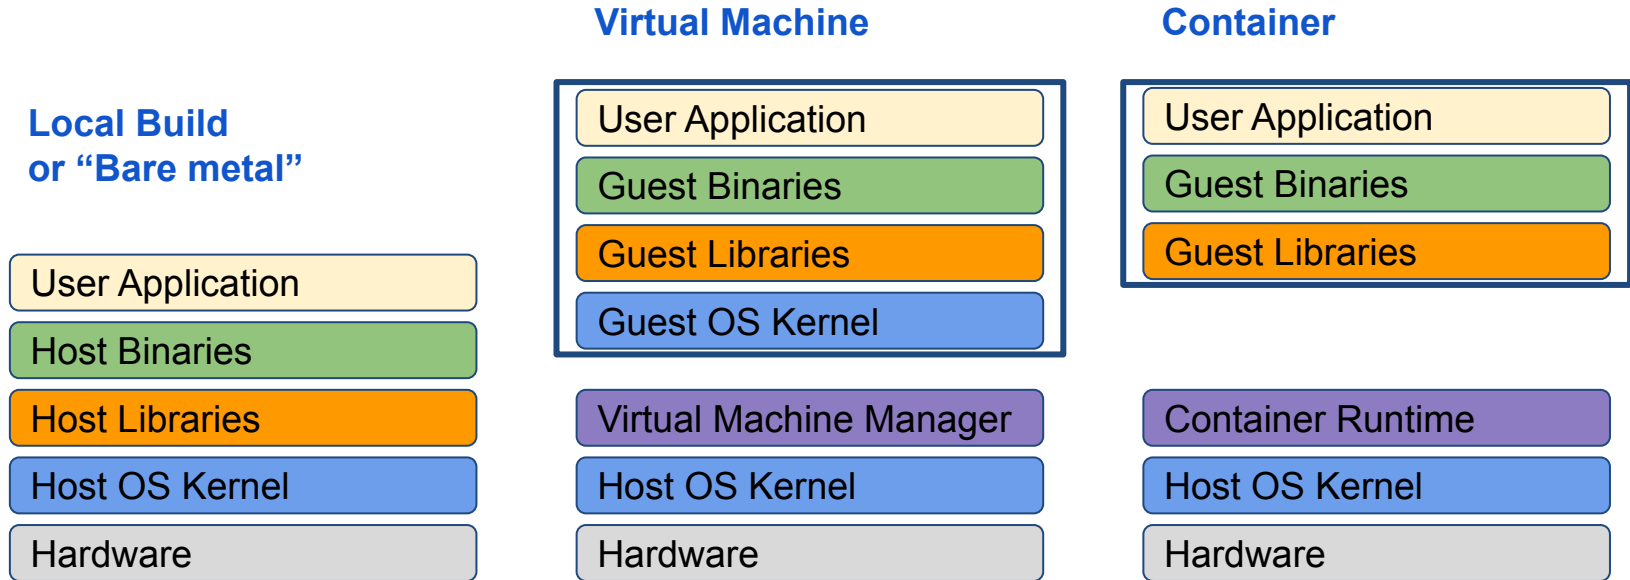 Local Build
or “Bare metal”
User Application
Host Binaries
Host Libraries
Host OS Kernel
Hardware
Virtual Machine
User Application
Guest Binaries
Guest Libraries
Guest OS Kernel
Virtual Machine Manager
Host OS Kernel
Hardware
Container
User Application
Guest Binaries
Guest Libraries
Container Runtime
Host OS Kernel
Hardware